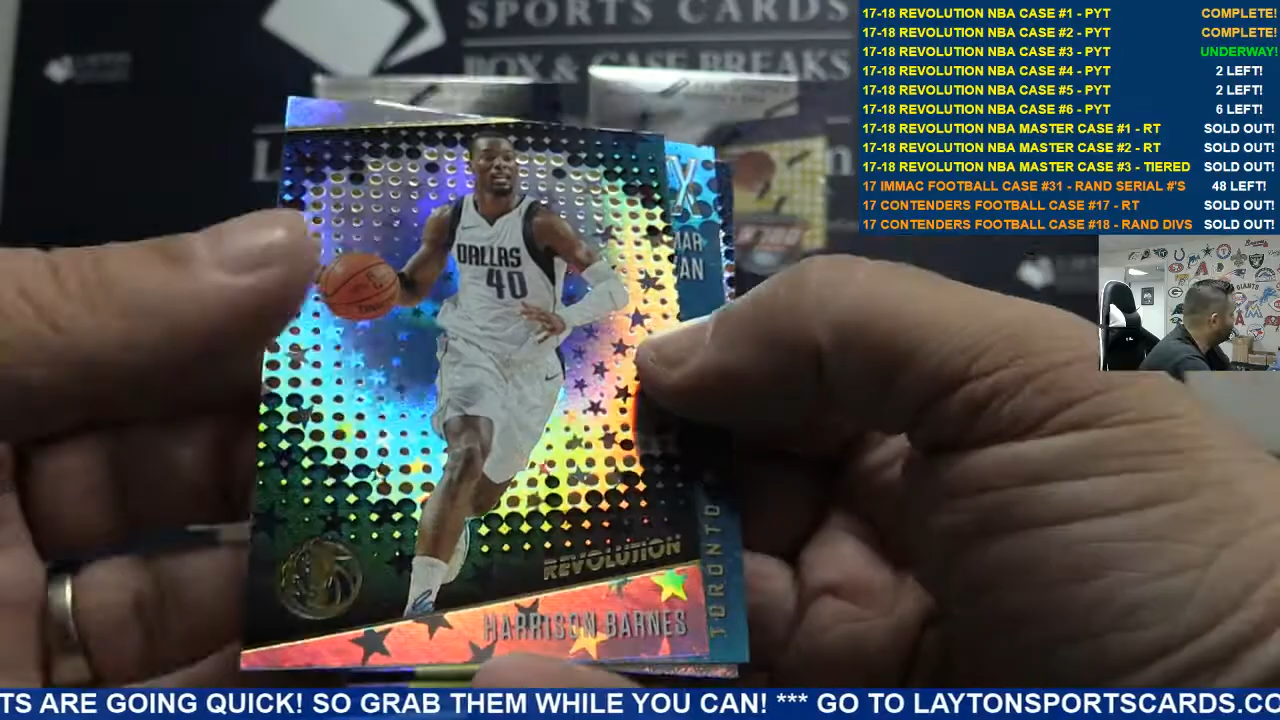 SPORTS CARDS
BOX & CASE BREAKS
17-18 REVOLUTION NBA CASE #1 - PYT COMPLETE!
17-18 REVOLUTION NBA CASE #2 - PYT COMPLETE!
17-18 REVOLUTION NBA CASE #3 - PYT UNDERWAY!
17-18 REVOLUTION NBA CASE #4 - PYT 2 LEFT!
17-18 REVOLUTION NBA CASE #5 - PYT 2 LEFT!
17-18 REVOLUTION NBA CASE #6 - PYT 6 LEFT!
17-18 REVOLUTION NBA MASTER CASE #1 - RT SOLD OUT!
17-18 REVOLUTION NBA MASTER CASE #2 - RT SOLD OUT!
17-18 REVOLUTION NBA MASTER CASE #3 - TIERED SOLD OUT!
17 IMMAC FOOTBALL CASE #31 - RAND SERIAL #'S 48 LEFT!
17 CONTENDERS FOOTBALL CASE #17 - RT SOLD OUT!
17 CONTENDERS FOOTBALL CASE #18 - RAND DIVS SOLD OUT!
DALLAS
40
MAR
ZAN
TORONTO
REVOLUTION
HARRISON BARNES
GIANTS
TS ARE GOING QUICK! SO GRAB THEM WHILE YOU CAN! *** GO TO LAYTONSPORTSCARDS.CO